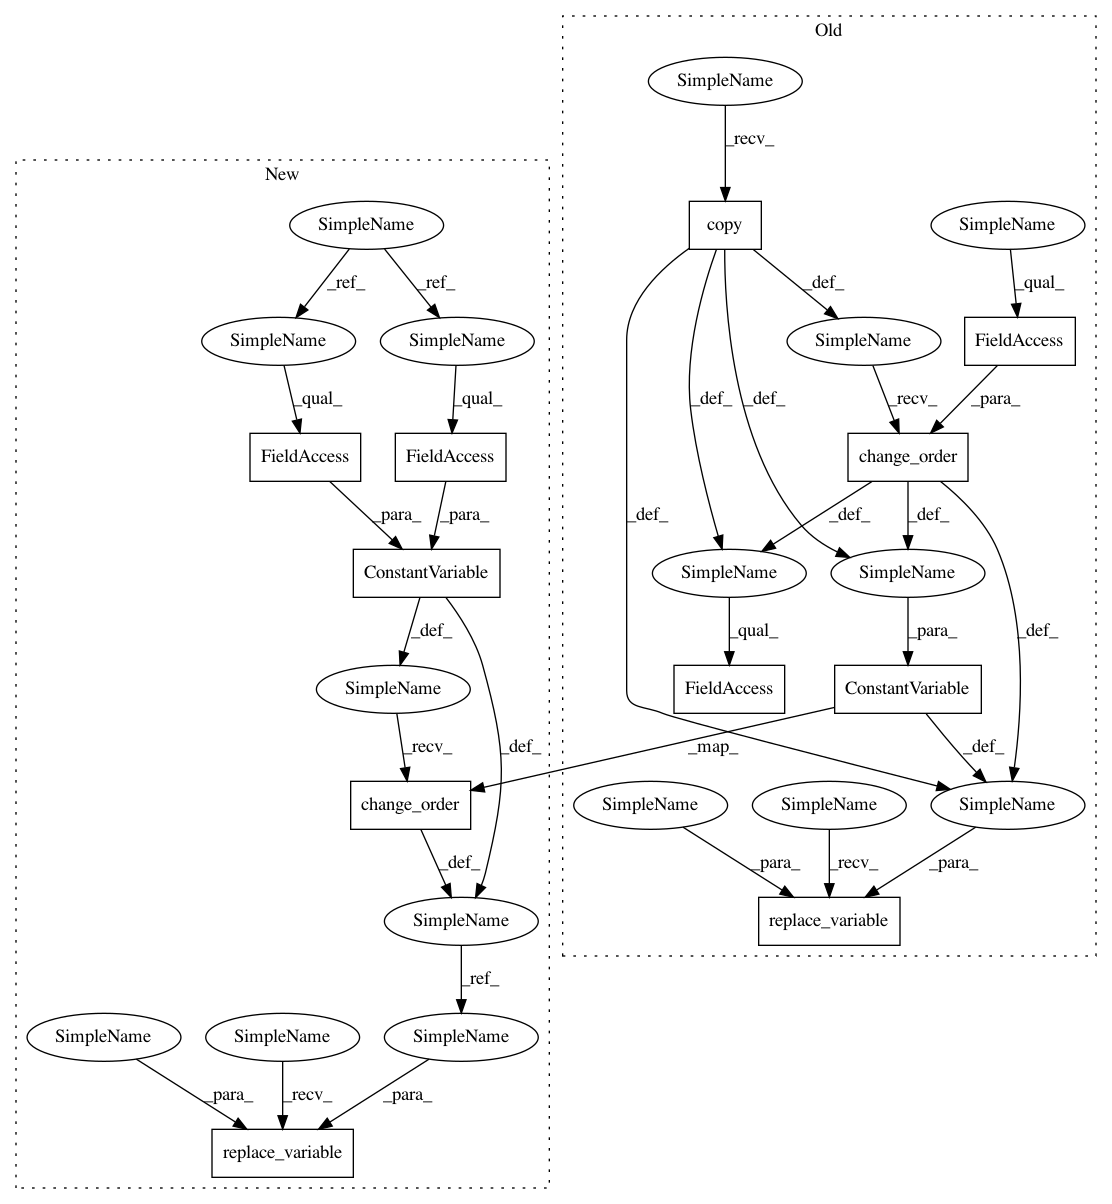 Old
SimpleName
_recv_
New
SimpleName
copy
SimpleName
_ref_
_ref_
_def_
_qual_
SimpleName
SimpleName
SimpleName
FieldAccess
_qual_
_qual_
_def_
_def_
_recv_
_para_
FieldAccess
FieldAccess
change_order
_para_
_para_
_def_
_def_
_def_
ConstantVariable
SimpleName
SimpleName
_def_
_qual_
_para_
_def_
SimpleName
FieldAccess
ConstantVariable
_recv_
_def_
_map_
_def_
change_order
SimpleName
SimpleName
SimpleName
_def_
_para_
_recv_
_para_
SimpleName
replace_variable
_ref_
SimpleName
SimpleName
SimpleName
_para_
_recv_
_para_
replace_variable